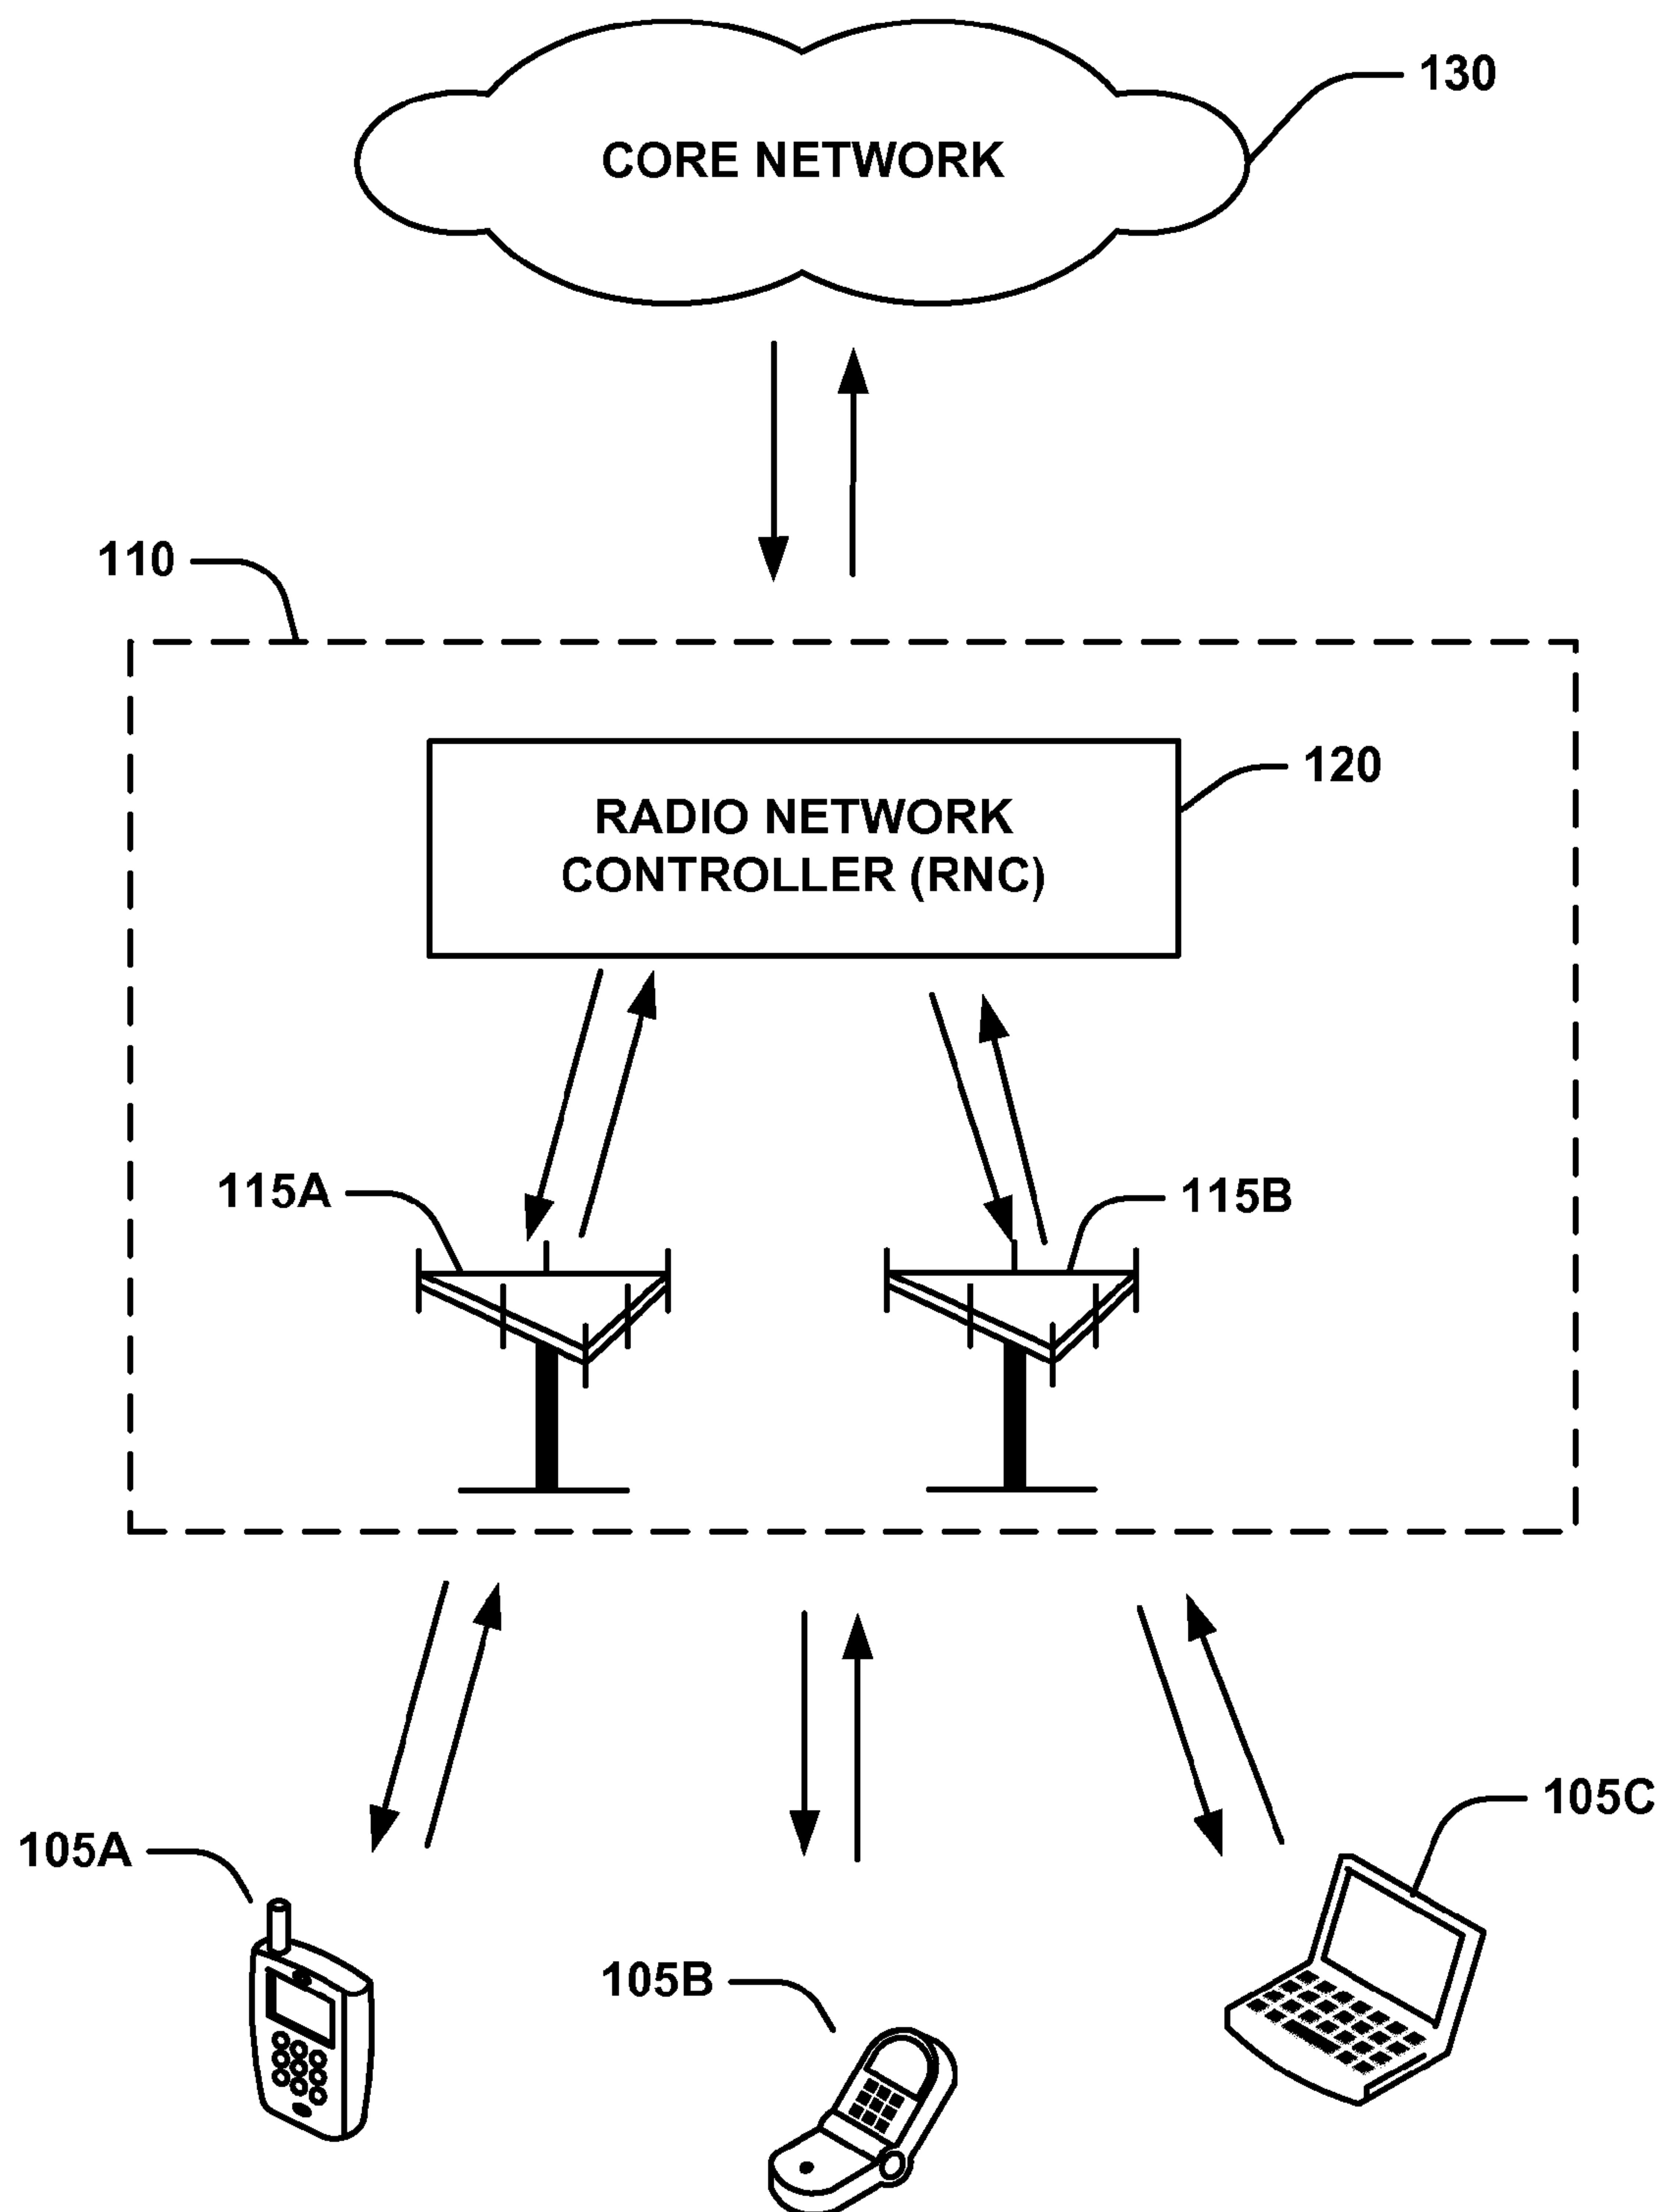 130
CORE NETWORK
110
120
RADIO NETWORK
CONTROLLER (RNC)
115A
115B
105C
105A
105B